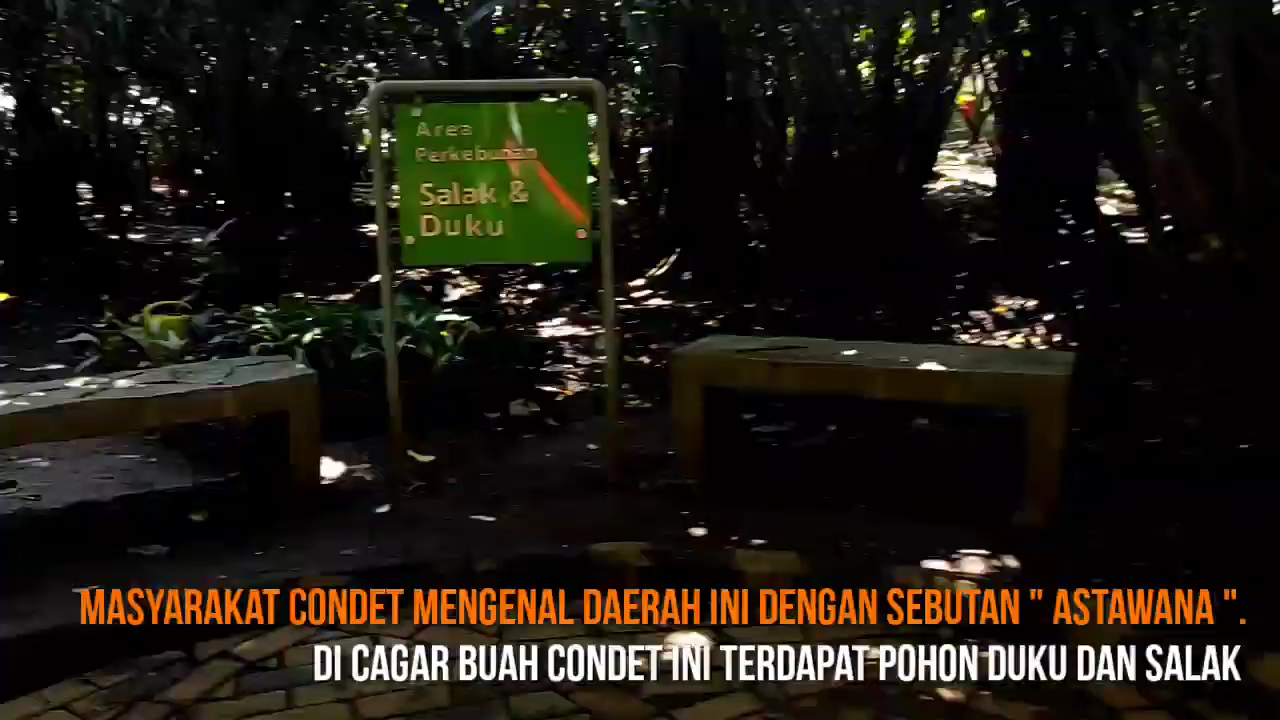 Area
Perkebunan
Salak &
Duku
MASYARAKAT CONDET MENGENAL DAERAH INI DENGAN SEBUTAN " ASTAWANA ".
DI CAGAR BUAH CONDET INI TERDAPAT POHON DUKU DAN SALAK